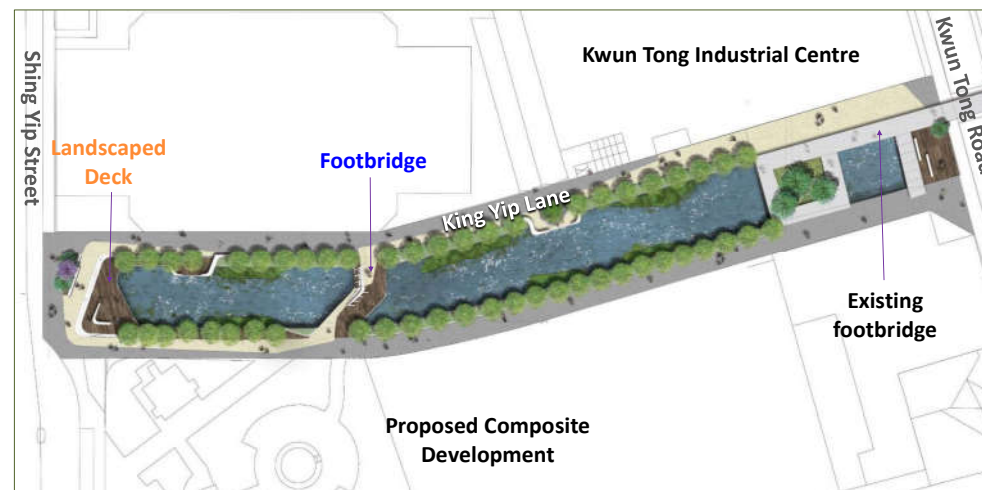 Shing Yip Street
Landscaped
Deck
Footbridge
King Yip Lane
Kwun Tong Industrial Centre
Kwun Tong Road
Existing
footbridge
Proposed Composite
Development